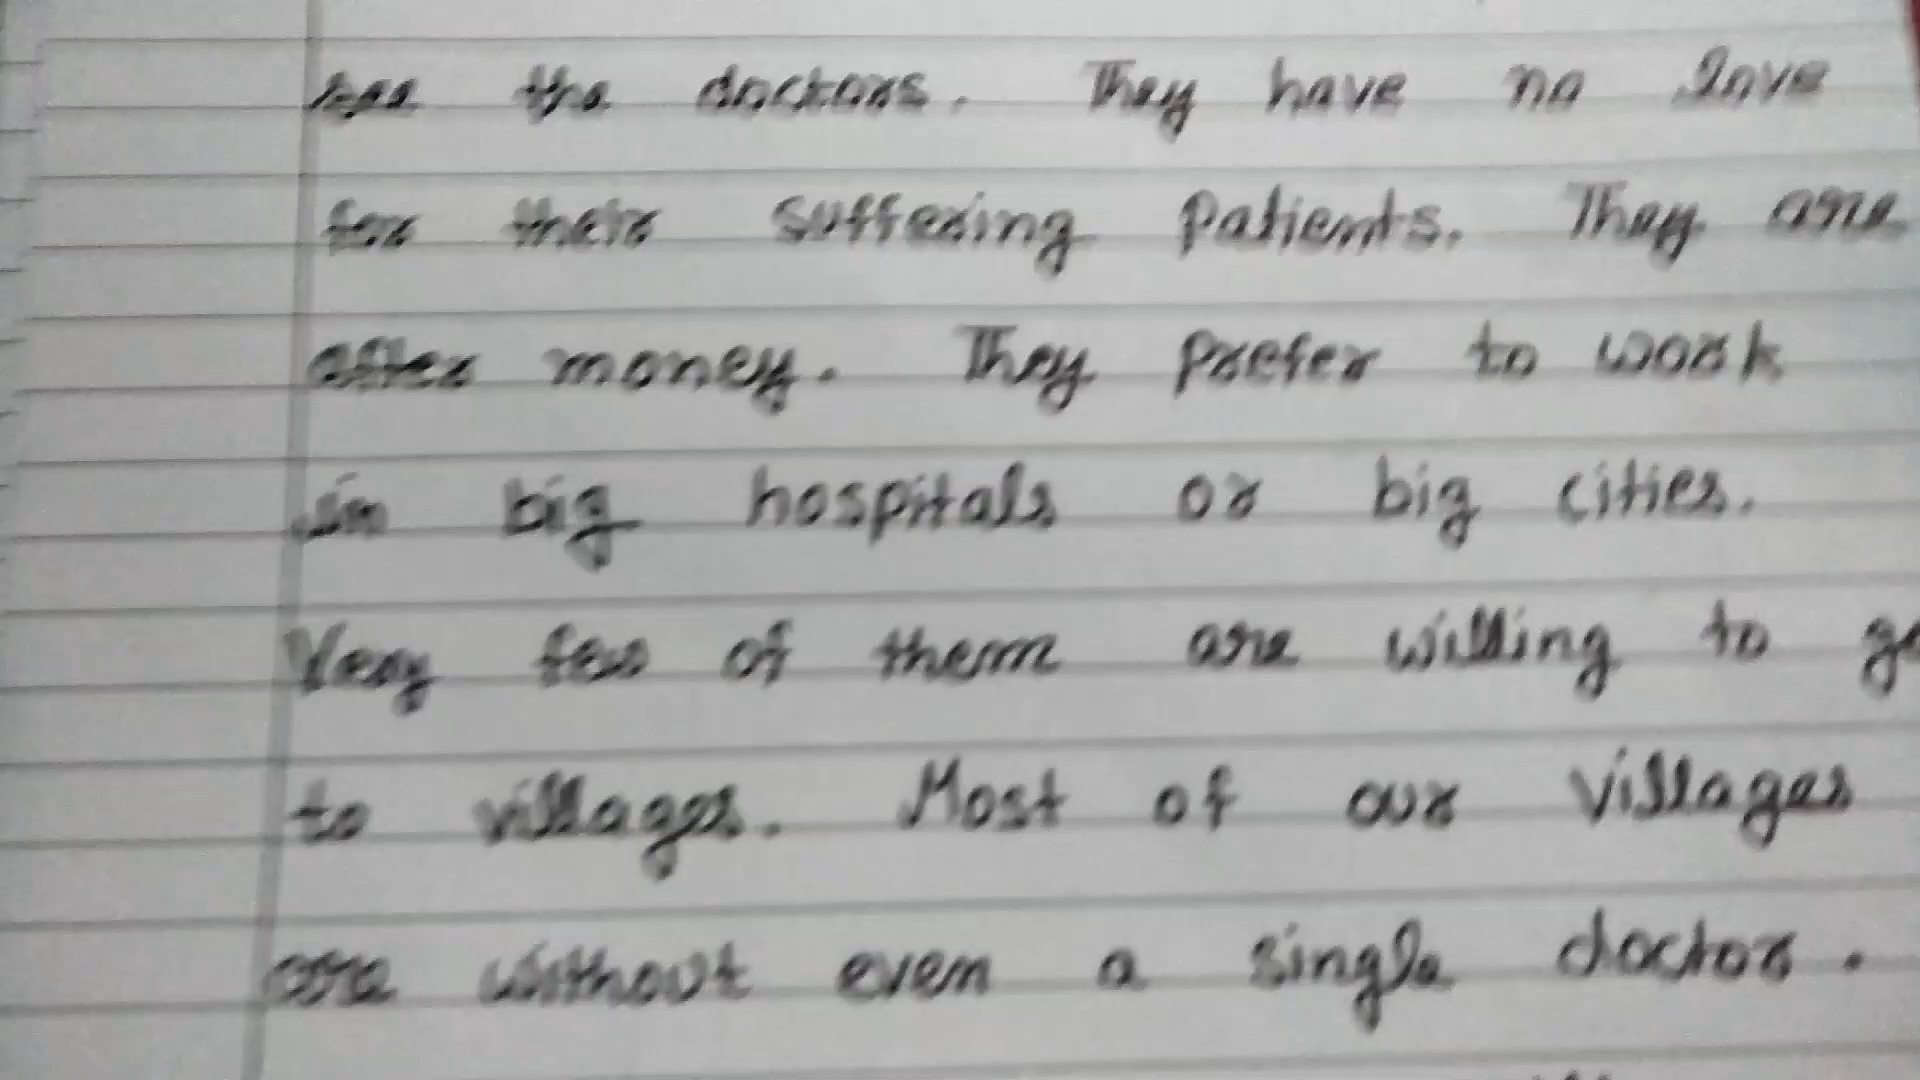 the doctors. They have no love
for their suffering patients. They are
after money. They prefer to work
in big hospitals or big cities.
Very few of them are willing to go
to villages. Most of our villages
are without even a single doctor.